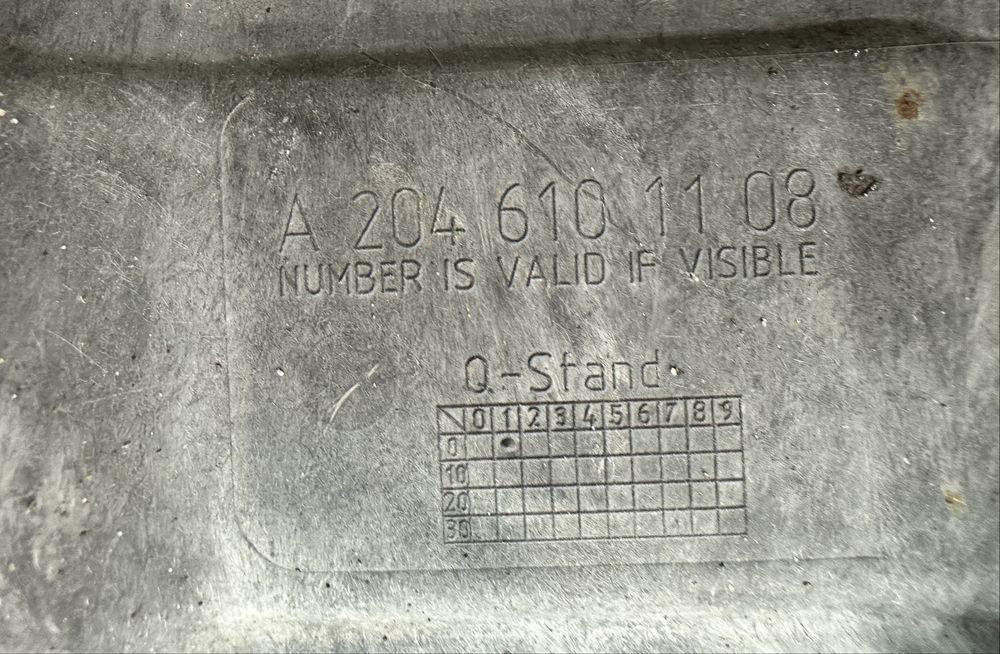 A 204 610 11 08
NUMBER IS VALID IF VISIBLE
Q-Stand
0 1 2 3 4 5 6 7 8 9
0
10
20
30